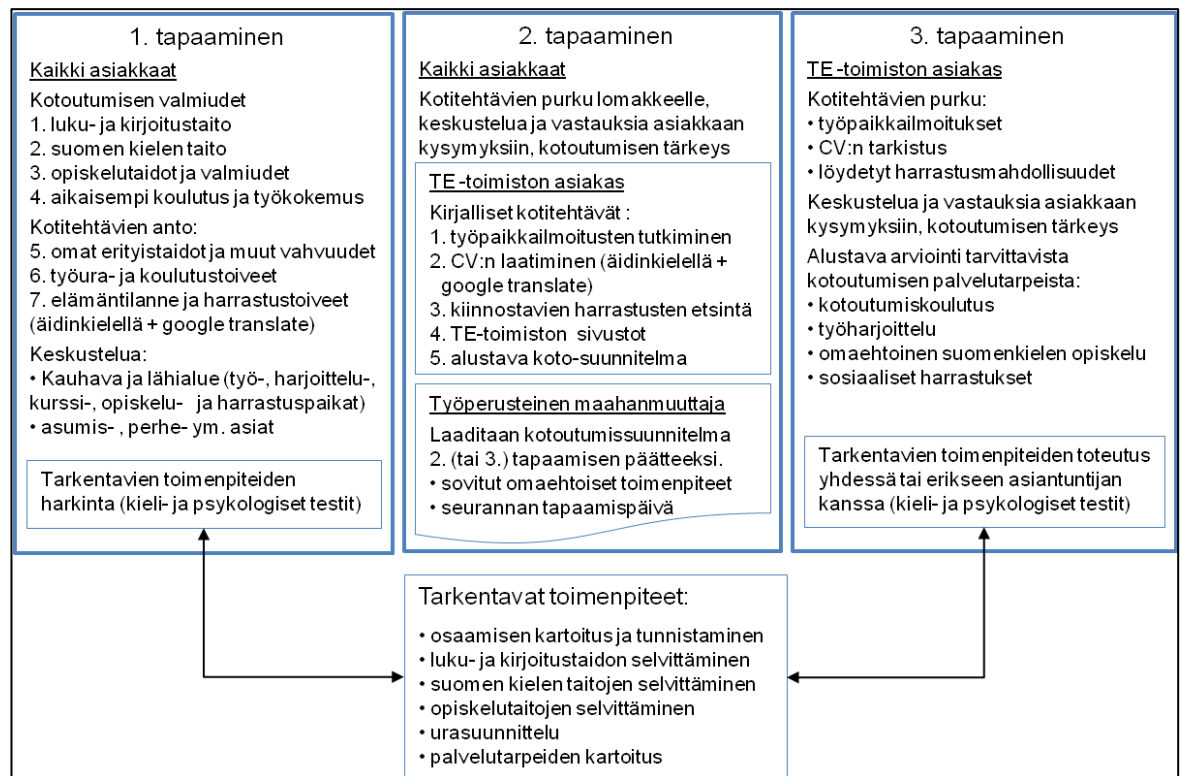 1. tapaaminen
Kaikki asiakkaat
Kotoutumisen valmiudet
1. luku- ja kirjoitustaito
2. suomen kielen taito
3. opiskelutaidot ja valmiudet
4. aikaisempi koulutus ja työkokemus
Kotitehtävien anto:
5. omat erityistaidot ja muut vahvuudet
6. työura- ja koulutustoiveet
7. elämäntilanne ja harrastustoiveet
(äidinkielellä + google translate)
Keskustelua:
• Kauhava ja lähialue (työ-, harjoittelu-,
kurssi-, opiskelu- ja harrastuspaikat)
• asumis- , perhe- ym. asiat
Tarkentavien toimenpiteiden
harkinta (kieli- ja psykologiset testit)
2. tapaaminen
Kaikki asiakkaat
Kotitehtävien purku lomakkeelle,
keskustelua ja vastauksia asiakkaan
kysymyksiin, kotoutumisen tärkeys
TE-toimiston asiakas
Kirjalliset kotitehtävät :
1. työpaikkailmoitusten tutkiminen
2. CV:n laatiminen (äidinkielellä +
google translate)
3. kiinnostavien harrastusten etsintä
4. TE-toimiston sivustot
5. alustava koto-suunnitelma
Työperusteinen maahanmuuttaja
Laaditaan kotoutumissuunnitelma
2. (tai 3.) tapaamisen päätteeksi.
• sovitut omaehtoiset toimenpiteet
• seurannan tapaamispäivä
3. tapaaminen
TE-toimiston asiakas
Kotitehtävien purku:
• työpaikkailmoitukset
• CV:n tarkistus
• löydetyt harrastusmahdollisuudet
Keskustelua ja vastauksia asiakkaan
kysymyksiin, kotoutumisen tärkeys
Alustava arviointi tarvittavista
kotoutumisen palvelutarpeista:
• kotoutumiskoulutus
• työharjoittelu
• omaehtoinen suomenkielen opiskelu
• sosiaaliset harrastukset
Tarkentavien toimenpiteiden toteutus
yhdessä tai erikseen asiantuntijan
kanssa (kieli- ja psykologiset testit)
Tarkentavat toimenpiteet:
• osaamisen kartoitus ja tunnistaminen
• luku- ja kirjoitustaidon selvittäminen
• suomen kielen taitojen selvittäminen
• opiskelutaitojen selvittäminen
• urasuunnittelu
• palvelutarpeiden kartoitus